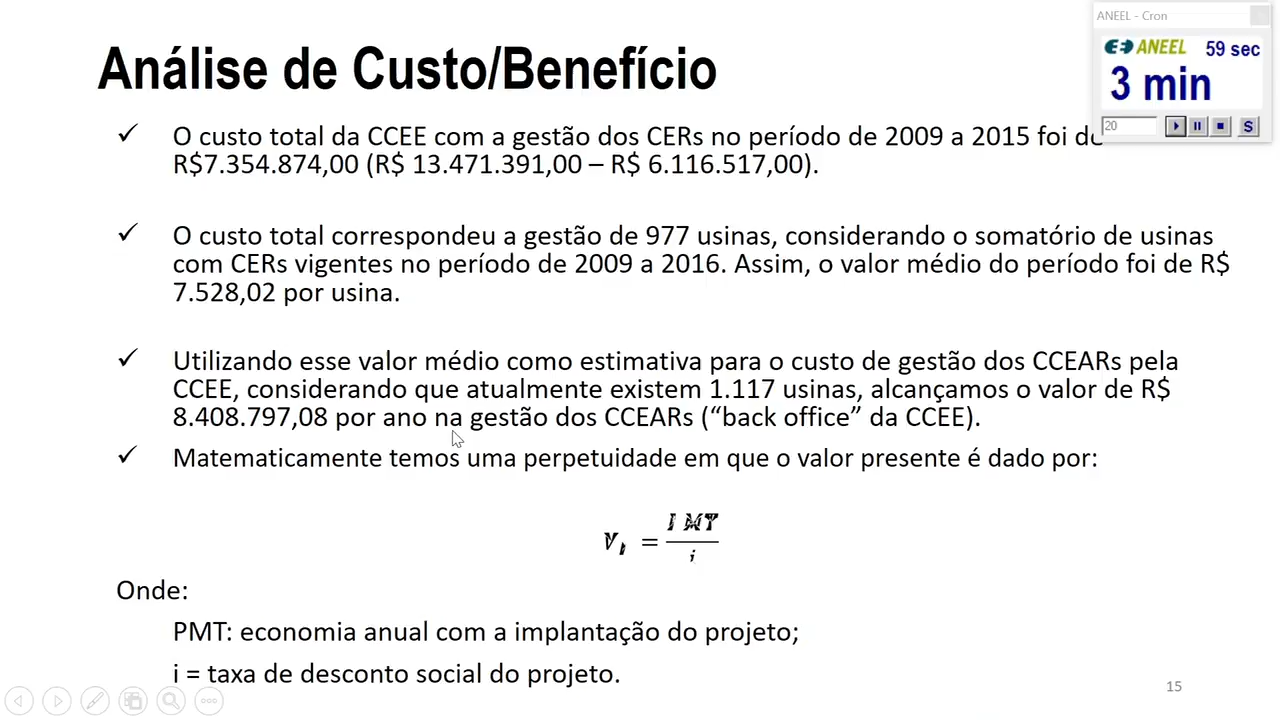 ANEEL - Cron
ANEEL 59 sec
3 min
20
S
Análise de Custo/Benefício
✓ O custo total da CCEE com a gestão dos CERs no período de 2009 a 2015 foi de
R$7.354.874,00 (R$ 13.471.391,00 – R$ 6.116.517,00).
✓ O custo total correspondeu a gestão de 977 usinas, considerando o somatório de usinas
com CERs vigentes no período de 2009 a 2016. Assim, o valor médio do período foi de R$
7.528,02 por usina.
✓ Utilizando esse valor médio como estimativa para o custo de gestão dos CCEARs pela
CCEE, considerando que atualmente existem 1.117 usinas, alcançamos o valor de R$
8.408.797,08 por ano na gestão dos CCEARs (“back office” da CCEE).
✓ Matematicamente temos uma perpetuidade em que o valor presente é dado por:
Onde:
PMT: economia anual com a implantação do projeto;
i = taxa de desconto social do projeto.
15